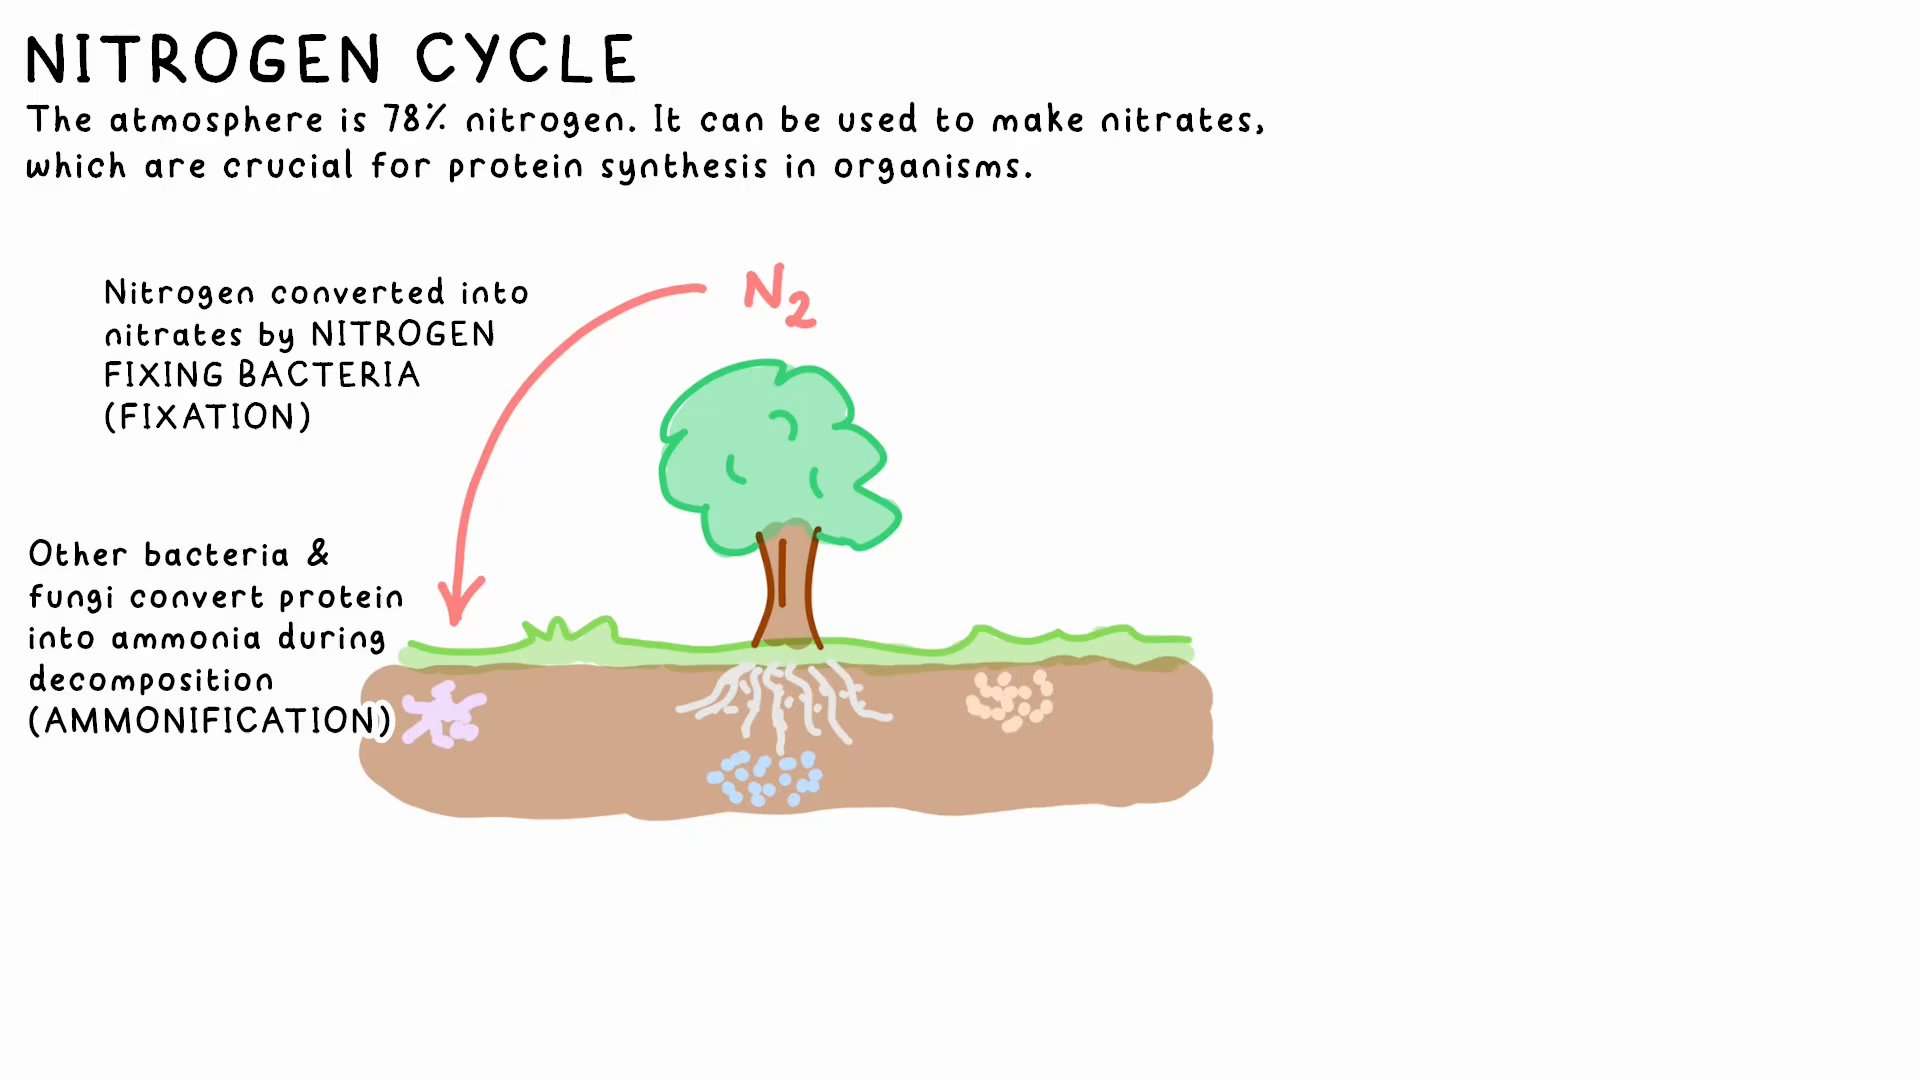 NITROGEN CYCLE
The atmosphere is 78% nitrogen. It can be used to make nitrates,
which are crucial for protein synthesis in organisms.
Nitrogen converted into
nitrates by NITROGEN
FIXING BACTERIA
(FIXATION)
N2
Other bacteria &
fungi convert protein
into ammonia during
decomposition
(AMMONIFICATION)